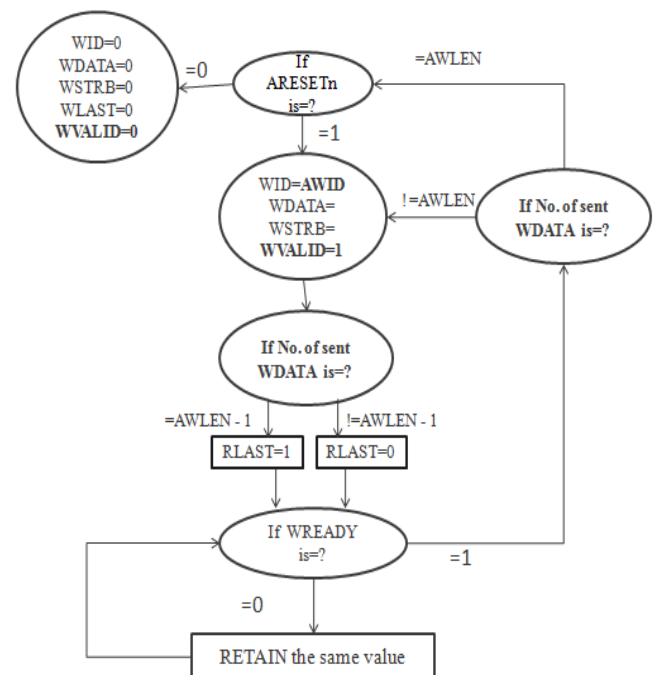 WID=0
WDATA=0
WSTRB=0
WLAST=0
WVALID=0
=0
If
ARESETn
is=?
=AWLEN
=1
WID=AWID
WDATA=
WSTRB=
WVALID=1
!=AWLEN
If No. of sent
WDATA is=?
If No. of sent
WDATA is=?
=AWLEN - 1
!=AWLEN - 1
RLAST=1
RLAST=0
If WREADY
is=?
=1
=0
RETAIN the same value